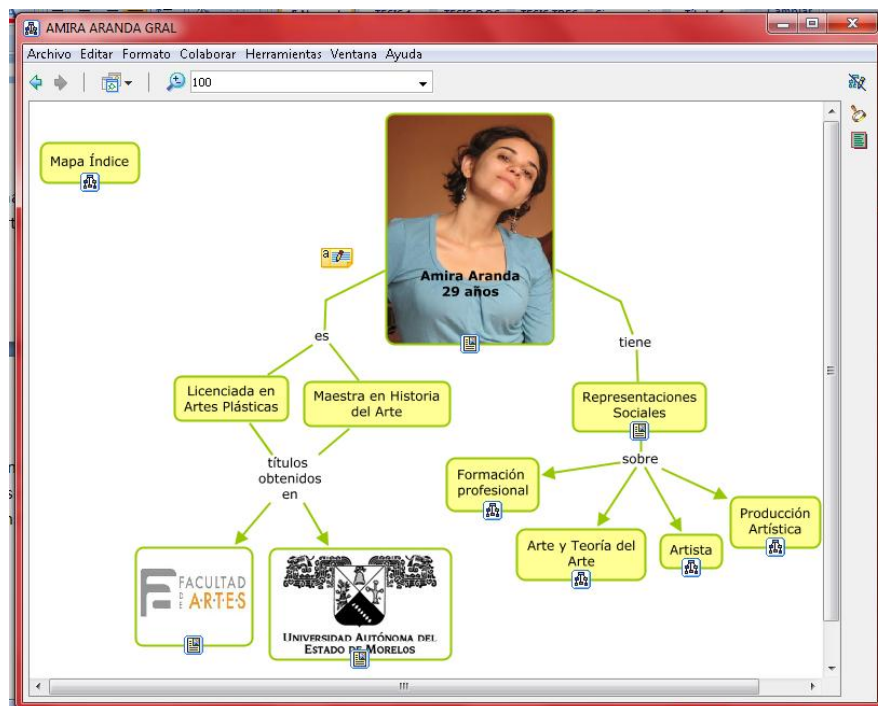 AMIRA ARANDA GRAL
Archivo Editar Formato Colaborar Herramientas Ventana Ayuda
100
Mapa Índice
a
Amira Aranda
29 años
es
tiene
Licenciada en
Artes Plásticas
Maestra en Historia
del Arte
Representaciones
Sociales
títulos
obtenidos
en
sobre
Formación
profesional
Arte y Teoría del
Arte
Artista
Producción
Artística
FACULTAD
DE ARTES
UNIVERSIDAD AUTÓNOMA DEL
ESTADO DE MORELOS